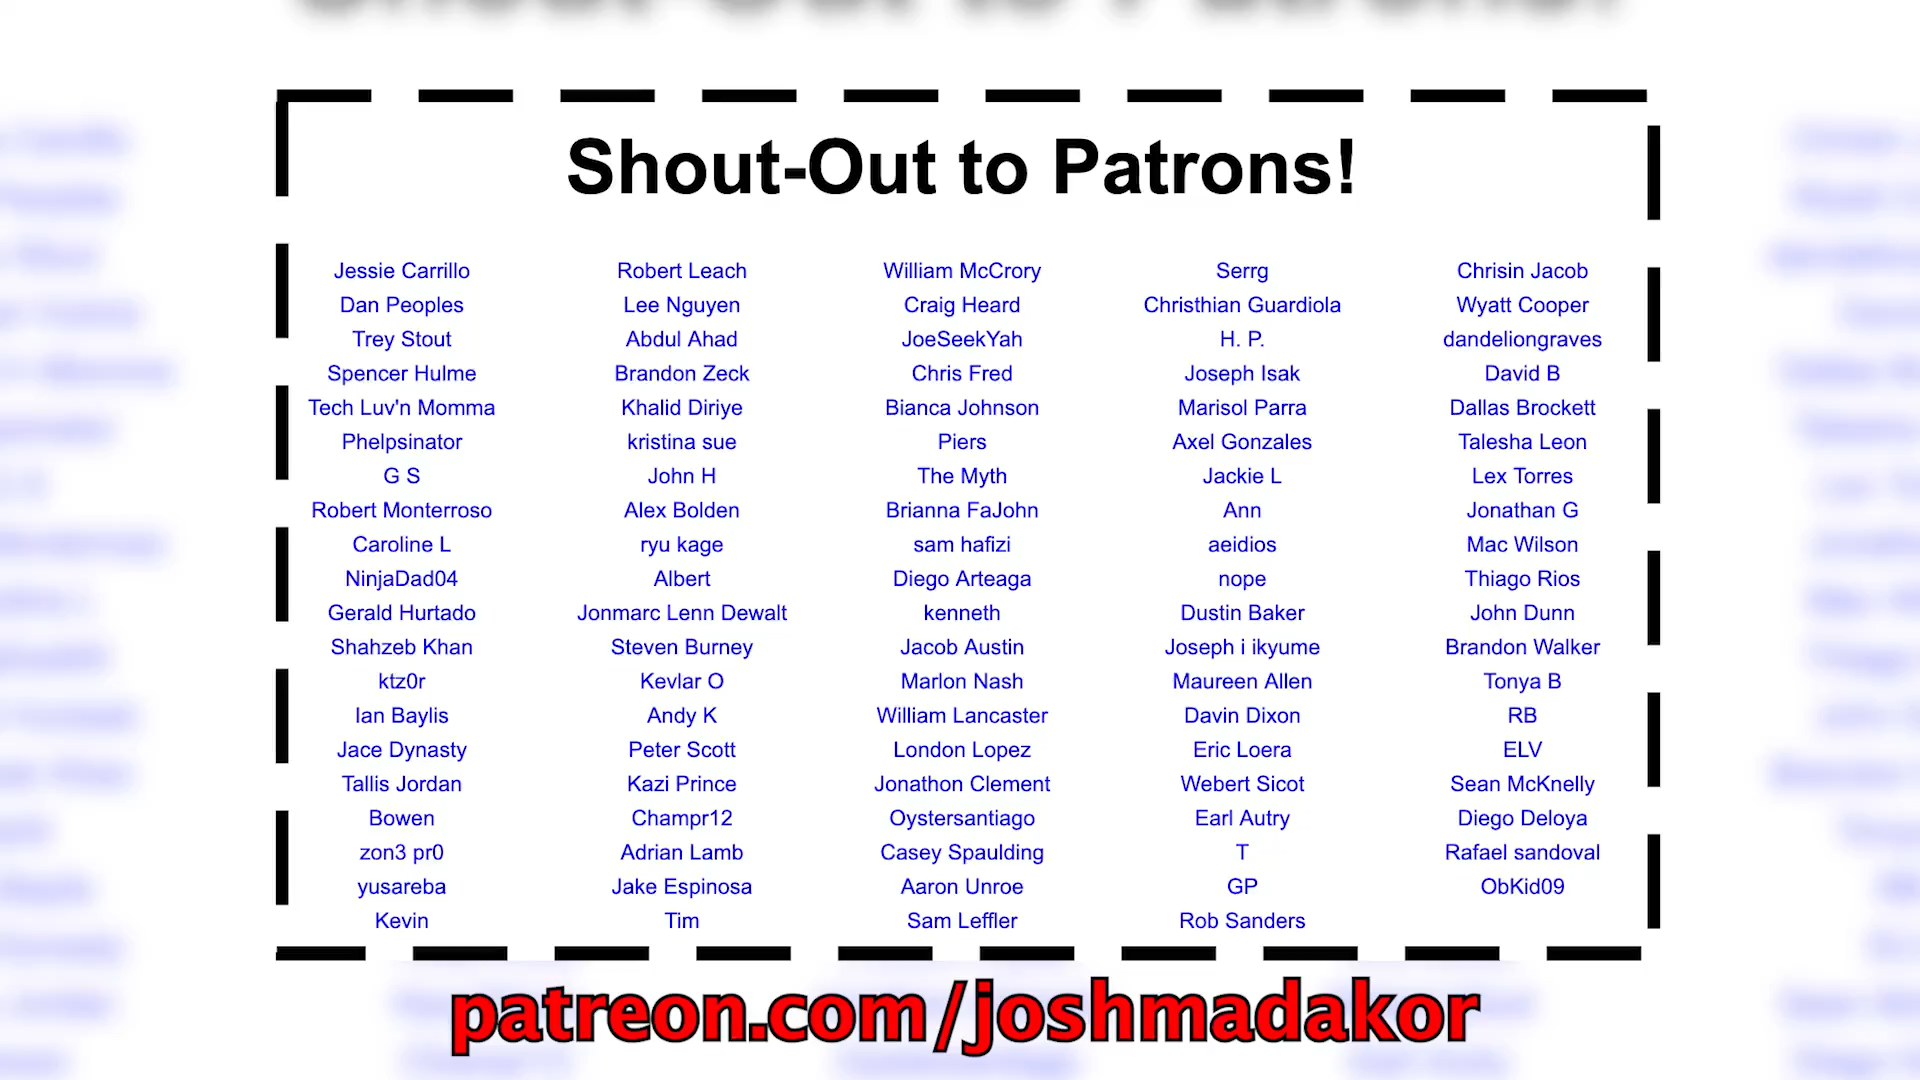 Shout-Out to Patrons!
Jessie Carrillo Robert Leach William McCrory Serrg Chrisin Jacob
Dan Peoples Lee Nguyen Craig Heard Christhian Guardiola Wyatt Cooper
Trey Stout Abdul Ahad JoeSeekYah H. P. dandeliongraves
Spencer Hulme Brandon Zeck Chris Fred Joseph Isak David B
Tech Luv'n Momma Khalid Diriye Bianca Johnson Marisol Parra Dallas Brockett
Phelpsinator kristina sue Piers Axel Gonzales Talesha Leon
G S John H The Myth Jackie L Lex Torres
Robert Monterroso Alex Bolden Brianna FaJohn Ann Jonathan G
Caroline L ryu kage sam hafizi aeidios Mac Wilson
NinjaDad04 Albert Diego Arteaga nope Thiago Rios
Gerald Hurtado Jonmarc Lenn Dewalt kenneth Dustin Baker John Dunn
Shahzeb Khan Steven Burney Jacob Austin Joseph i ikyume Brandon Walker
ktz0r Kevlar O Marlon Nash Maureen Allen Tonya B
Ian Baylis Andy K William Lancaster Davin Dixon RB
Jace Dynasty Peter Scott London Lopez Eric Loera ELV
Tallis Jordan Kazi Prince Jonathon Clement Webert Sicot Sean McKnelly
Bowen Champr12 Oystersantiago Earl Autry Diego Deloya
zon3 pr0 Adrian Lamb Casey Spaulding T Rafael sandoval
yusareba Jake Espinosa Aaron Unroe GP ObKid09
Kevin Tim Sam Leffler Rob Sanders
patreon.com/joshmadakor